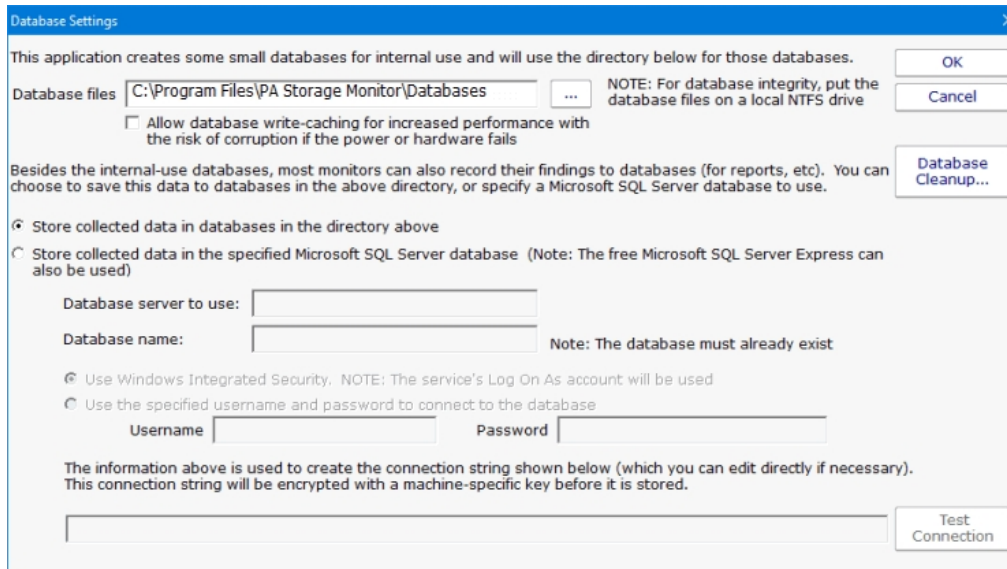 Database Settings
This application creates some small databases for internal use and will use the directory below for those databases.
OK
Database files
C:\Program Files\PA Storage Monitor\Databases
...
NOTE: For database integrity, put the
database files on a local NTFS drive
Cancel
Allow database write-caching for increased performance with
the risk of corruption if the power or hardware fails
Besides the internal-use databases, most monitors can also record their findings to databases (for reports, etc). You can
choose to save this data to databases in the above directory, or specify a Microsoft SQL Server database to use.
Database
Cleanup...
Store collected data in databases in the directory above
Store collected data in the specified Microsoft SQL Server database (Note: The free Microsoft SQL Server Express can
also be used)
Database server to use:
Database name:
Note: The database must already exist
Use Windows Integrated Security. NOTE: The service's Log On As account will be used
Use the specified username and password to connect to the database
Username
Password
The information above is used to create the connection string shown below (which you can edit directly if necessary).
This connection string will be encrypted with a machine-specific key before it is stored.
Test
Connection